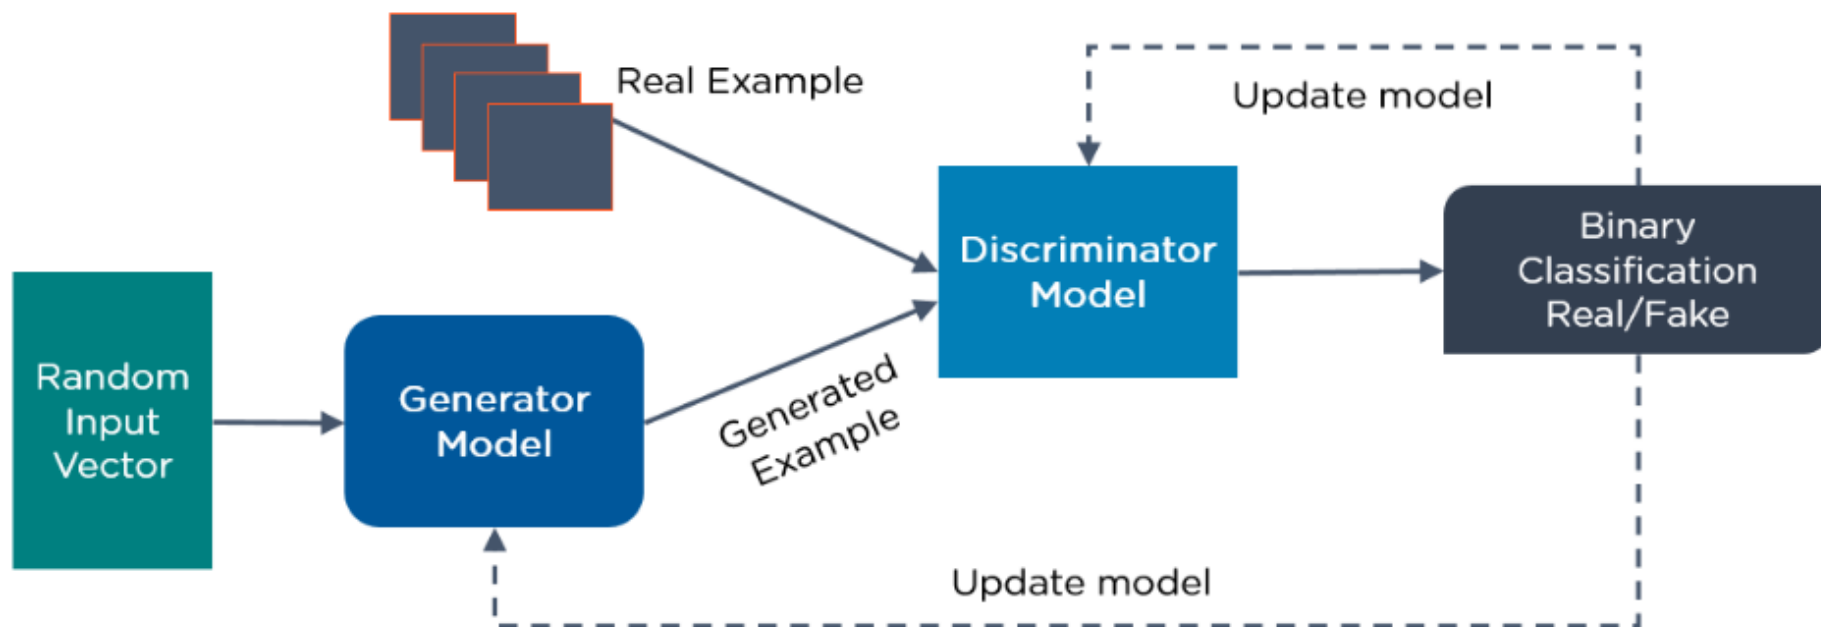 Real Example
Update model
Binary
Classification
Real/Fake
Discriminator
Model
Random
Input
Vector
Generator
Model
Generated
Example
Update model